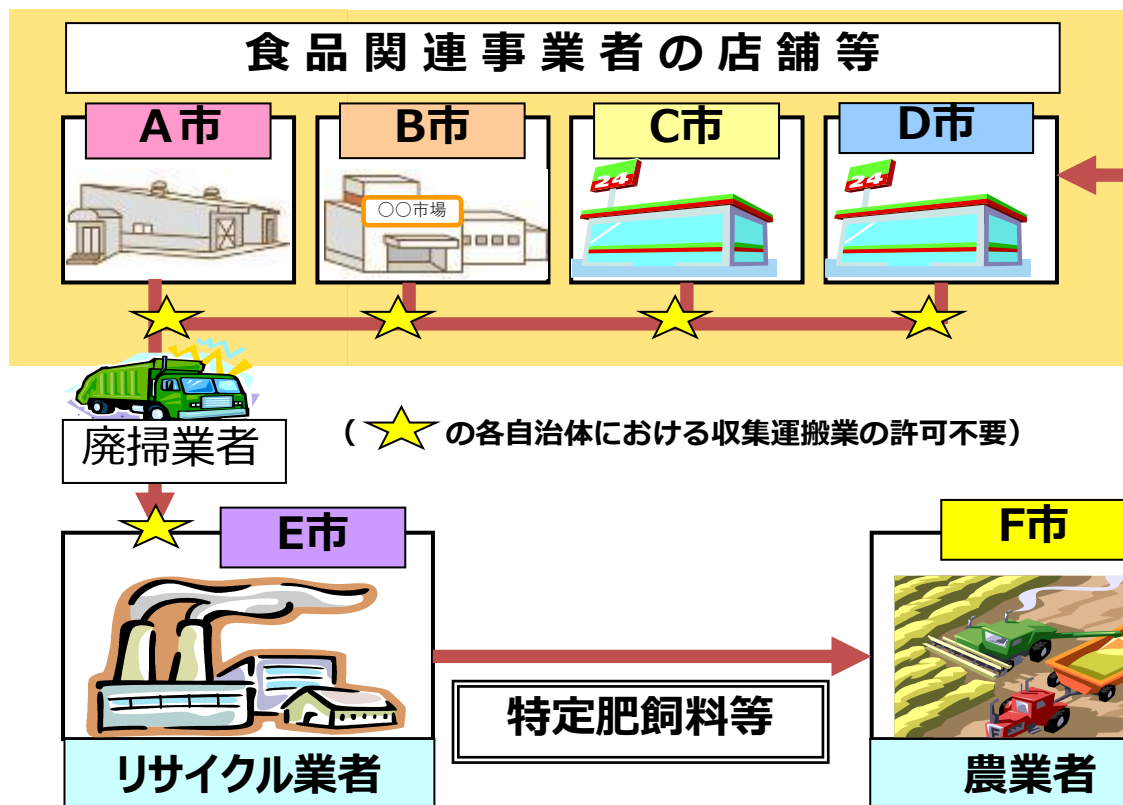 食品関連事業者の店舗等
A市
B市
C市
D市
〇〇市場
24
24
廃掃業者
(★の各自治体における収集運搬業の許可不要)
E市
F市
特定肥飼料等
リサイクル業者
農業者